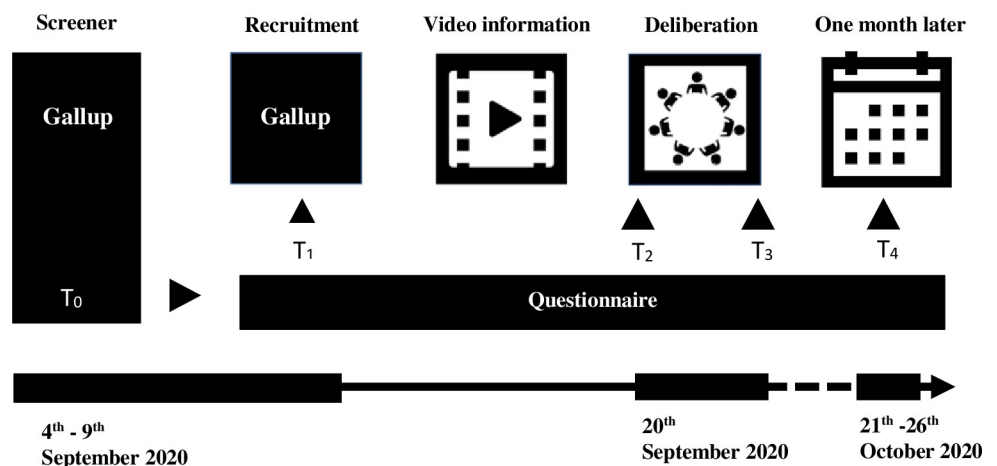 Screener
Recruitment
Video information
Deliberation
One month later
Gallup
Gallup
T₁
T₂
T₃
T₄
T₀
Questionnaire
4ᵗʰ - 9ᵗʰ
September 2020
20ᵗʰ
September 2020
21ᵗʰ -26ᵗʰ
October 2020